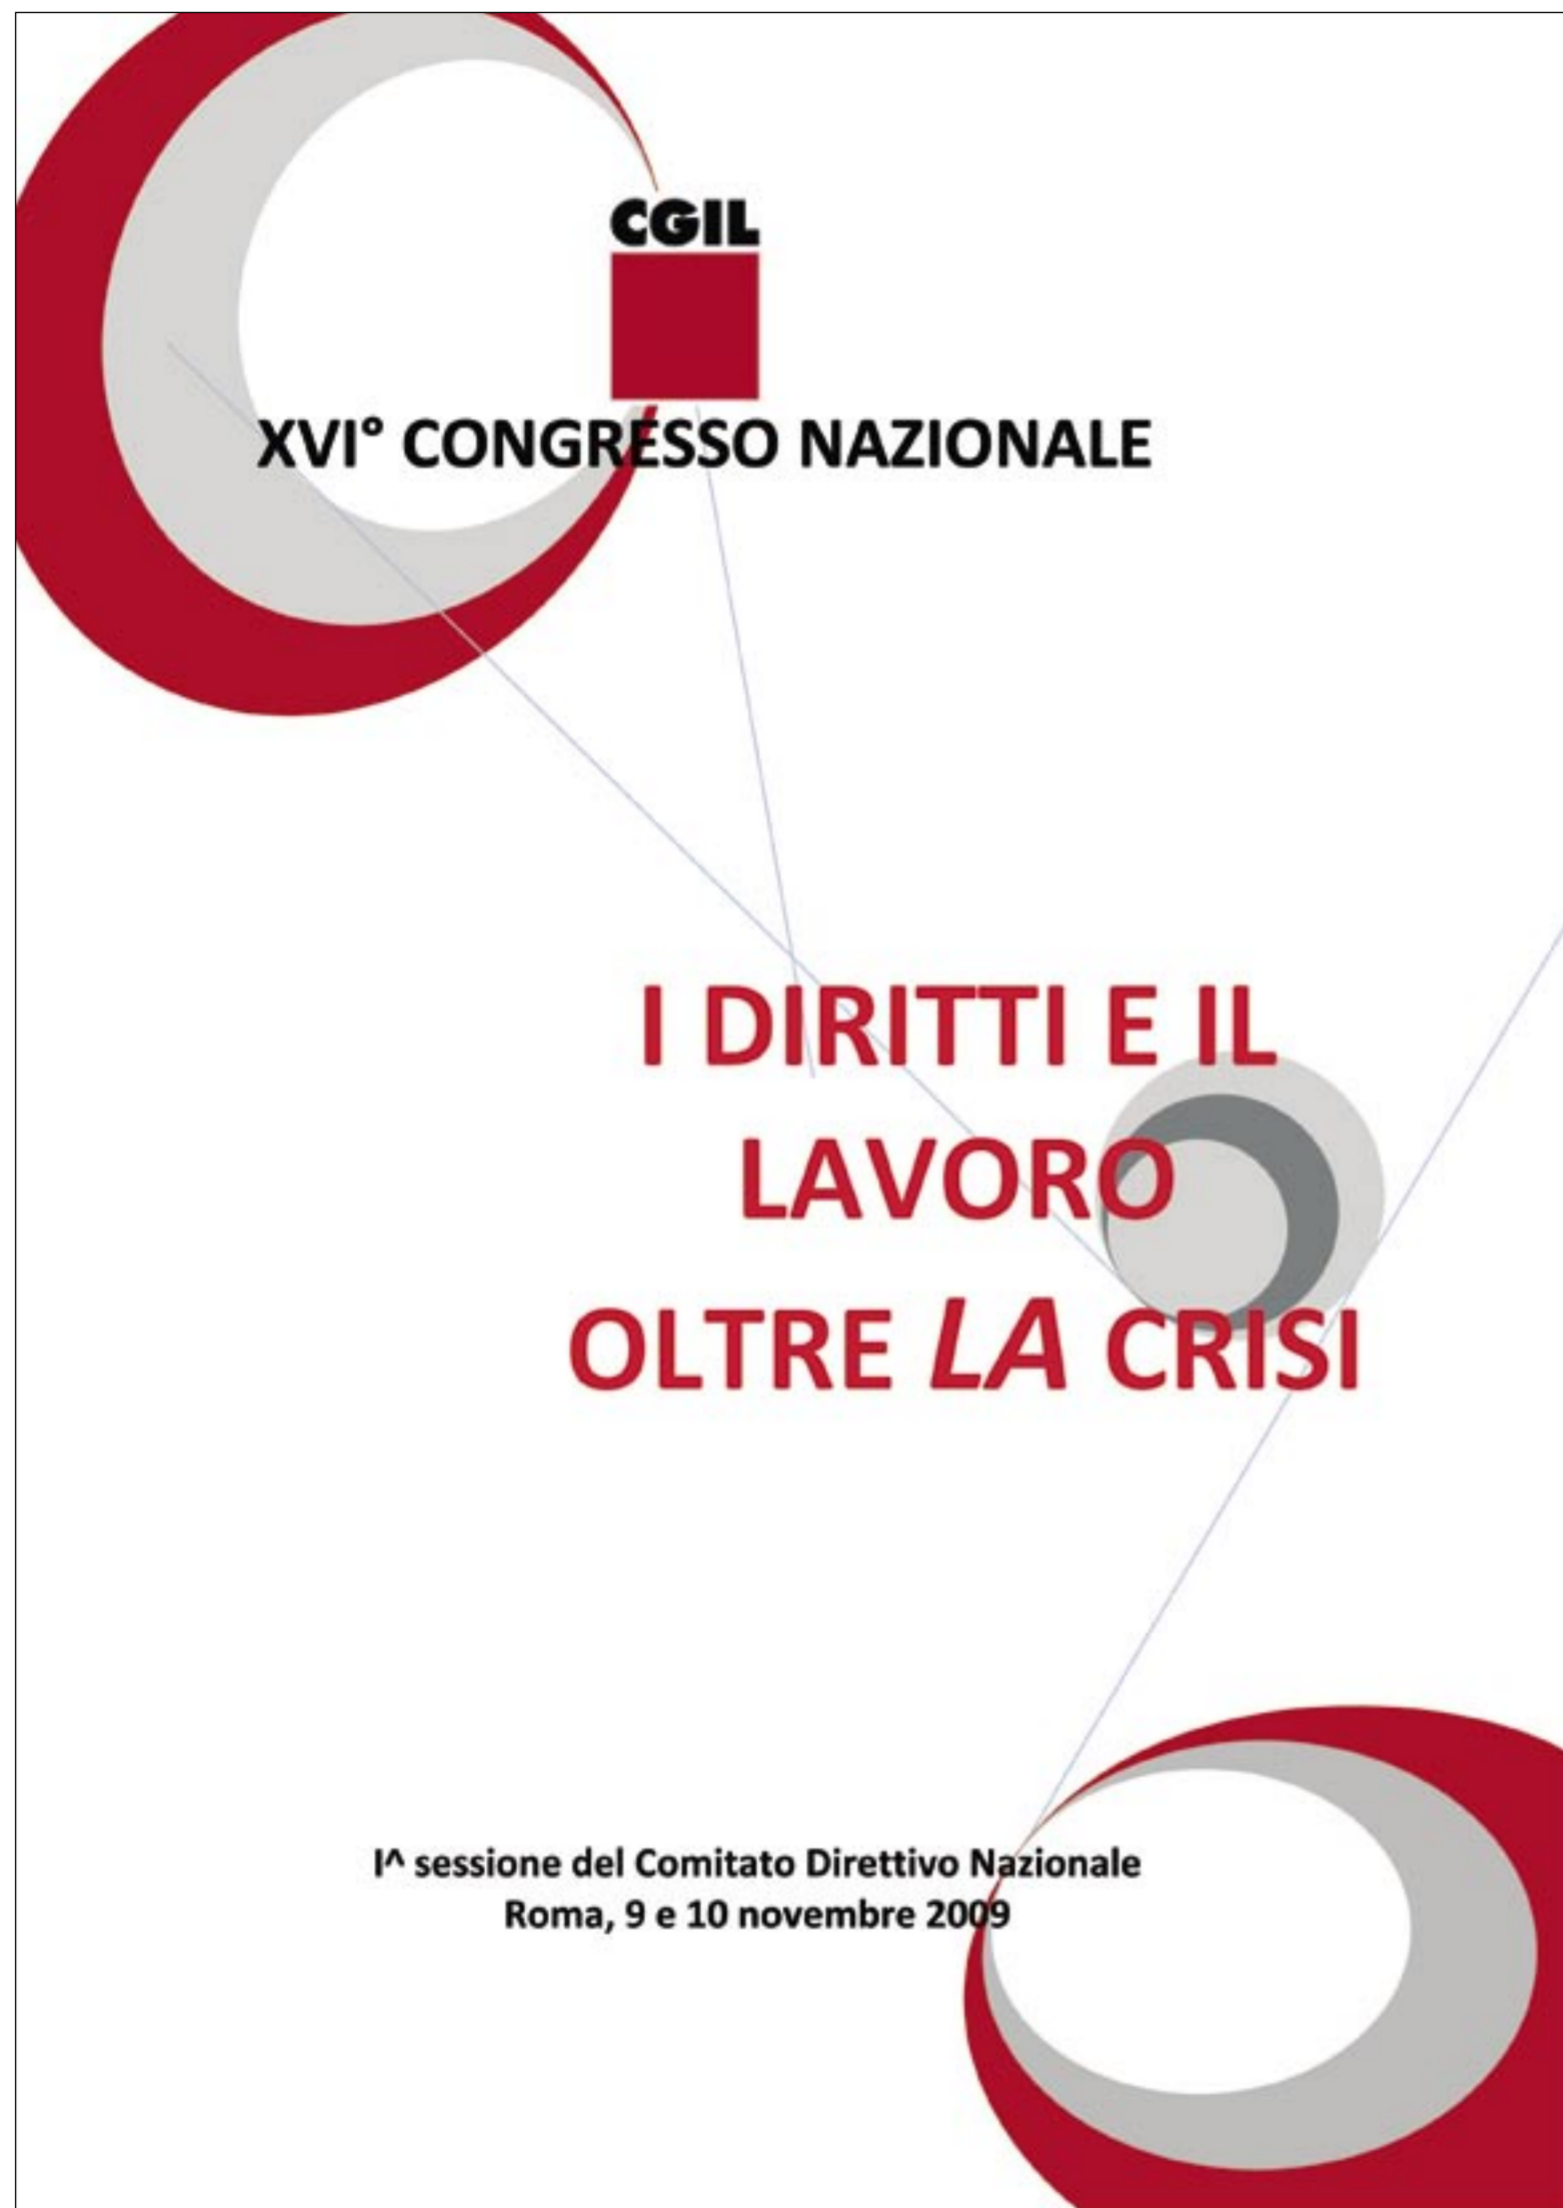 CGIL
XVI° CONGRESSO NAZIONALE
I DIRITTI E IL
LAVORO
OLTRE LA CRISI
I^ sessione del Comitato Direttivo Nazionale
Roma, 9 e 10 novembre 2009